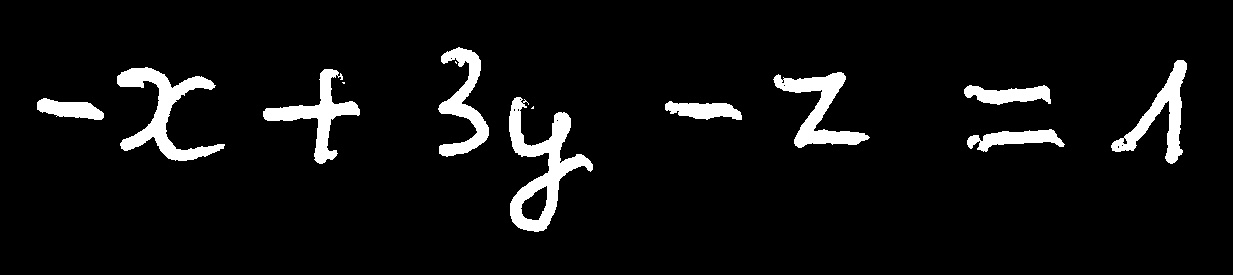 -x + 3y - z = 1